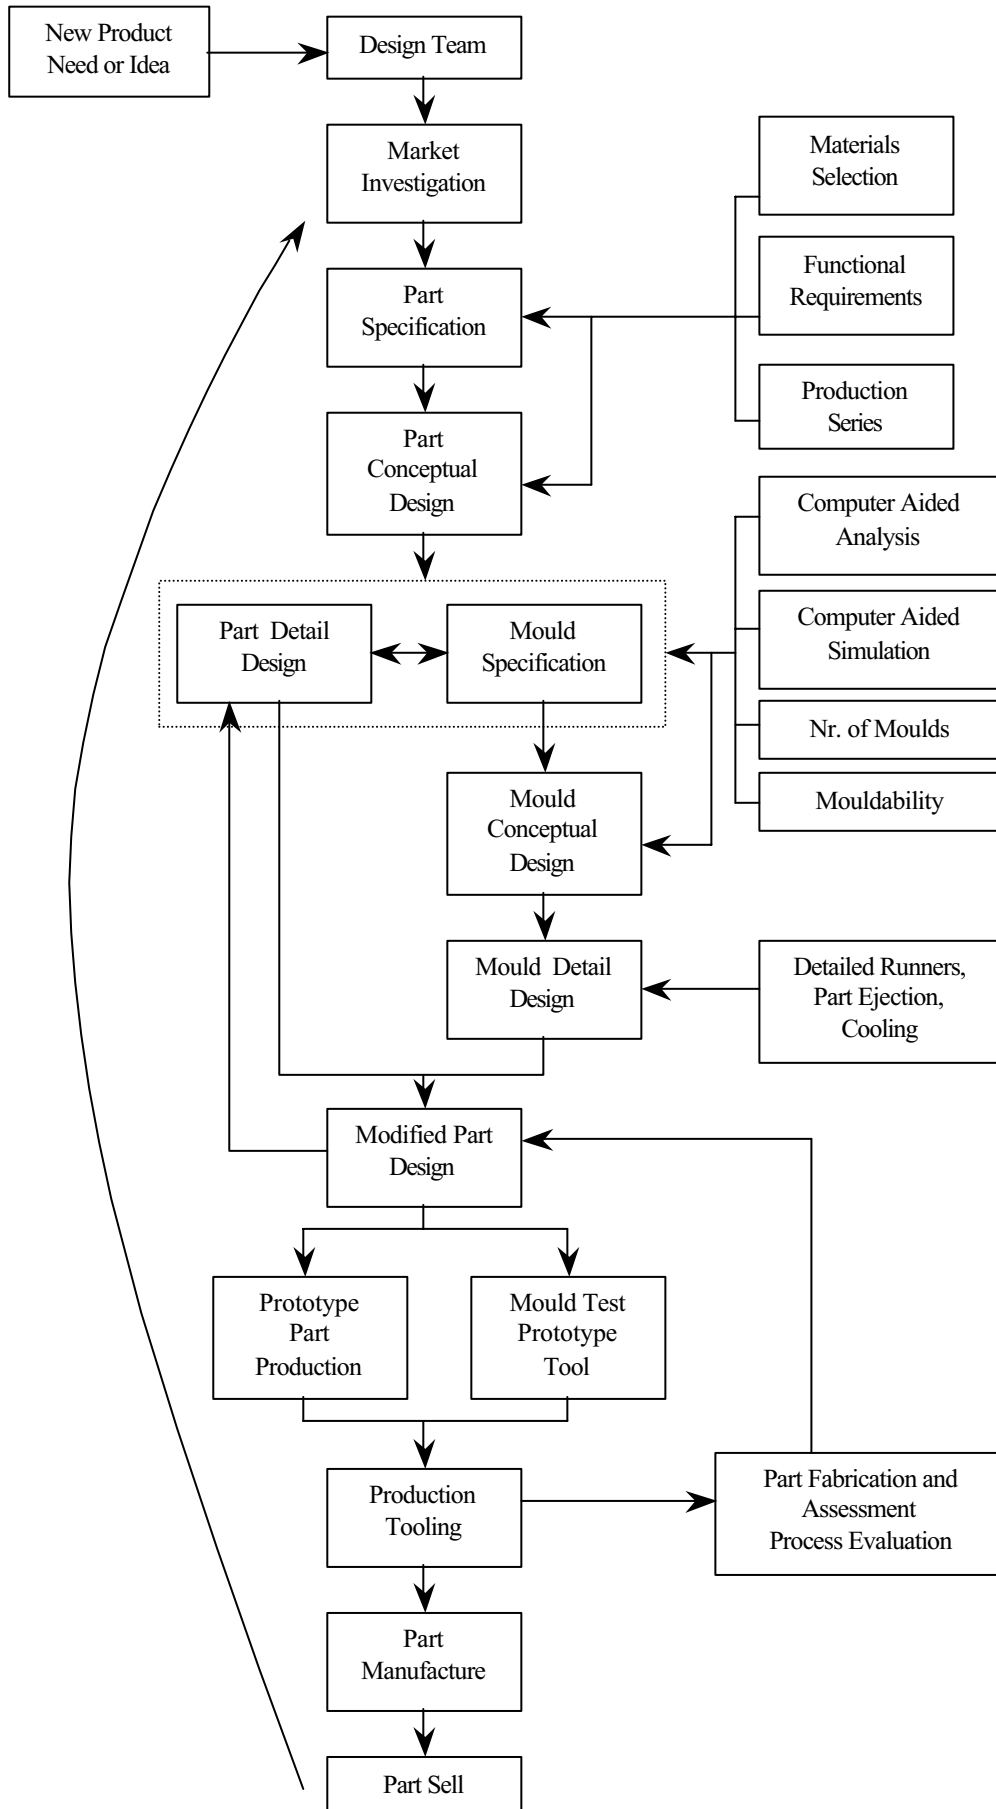 New Product
Need or Idea
Design Team
Market
Investigation
Materials
Selection
Functional
Requirements
Part
Specification
Production
Series
Part
Conceptual
Design
Computer Aided
Analysis
Computer Aided
Simulation
Part Detail
Design
Mould
Specification
Nr. of Moulds
Mouldability
Mould
Conceptual
Design
Mould Detail
Design
Detailed Runners,
Part Ejection,
Cooling
Modified Part
Design
Prototype
Part
Production
Mould Test
Prototype
Tool
Production
Tooling
Part Fabrication and
Assessment
Process Evaluation
Part
Manufacture
Part Sell